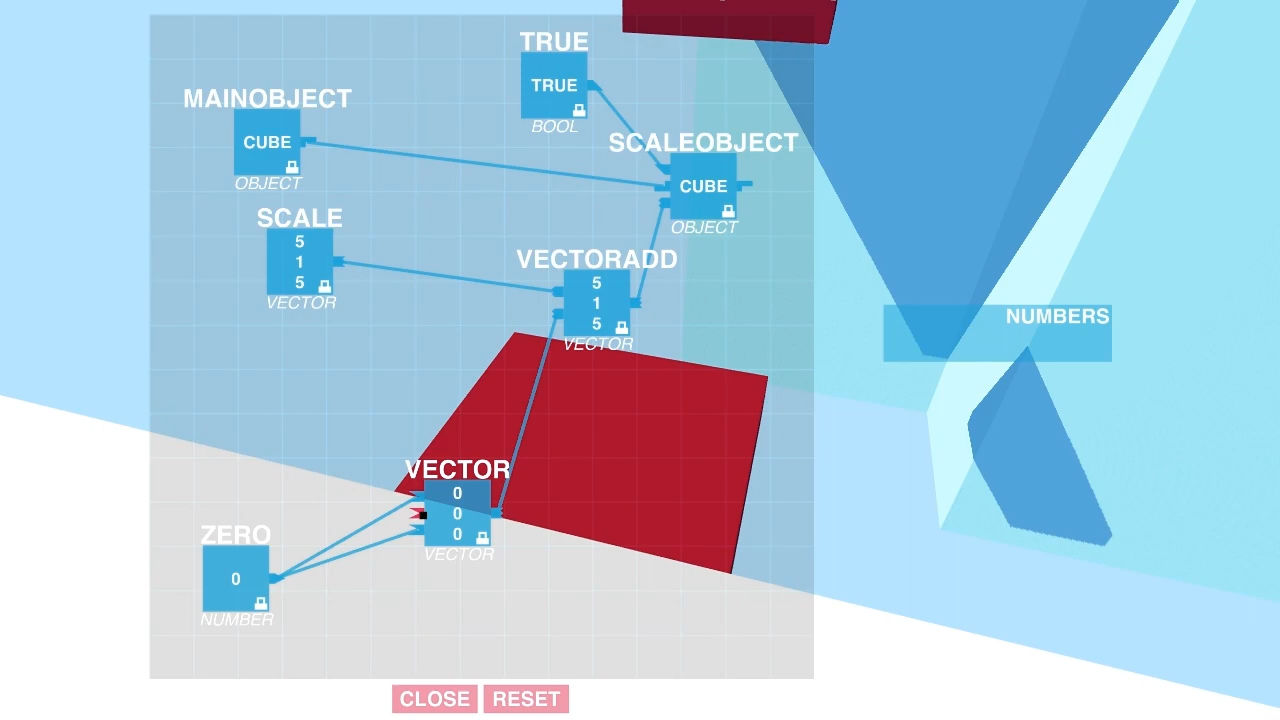 TRUE
TRUE
BOOL
MAINOBJECT
CUBE
OBJECT
SCALEOBJECT
CUBE
OBJECT
SCALE
5
1
5
VECTOR
VECTORADD
5
1
5
VECTOR
NUMBERS
VECTOR
0
0
0
VECTOR
ZERO
0
NUMBER
CLOSE RESET